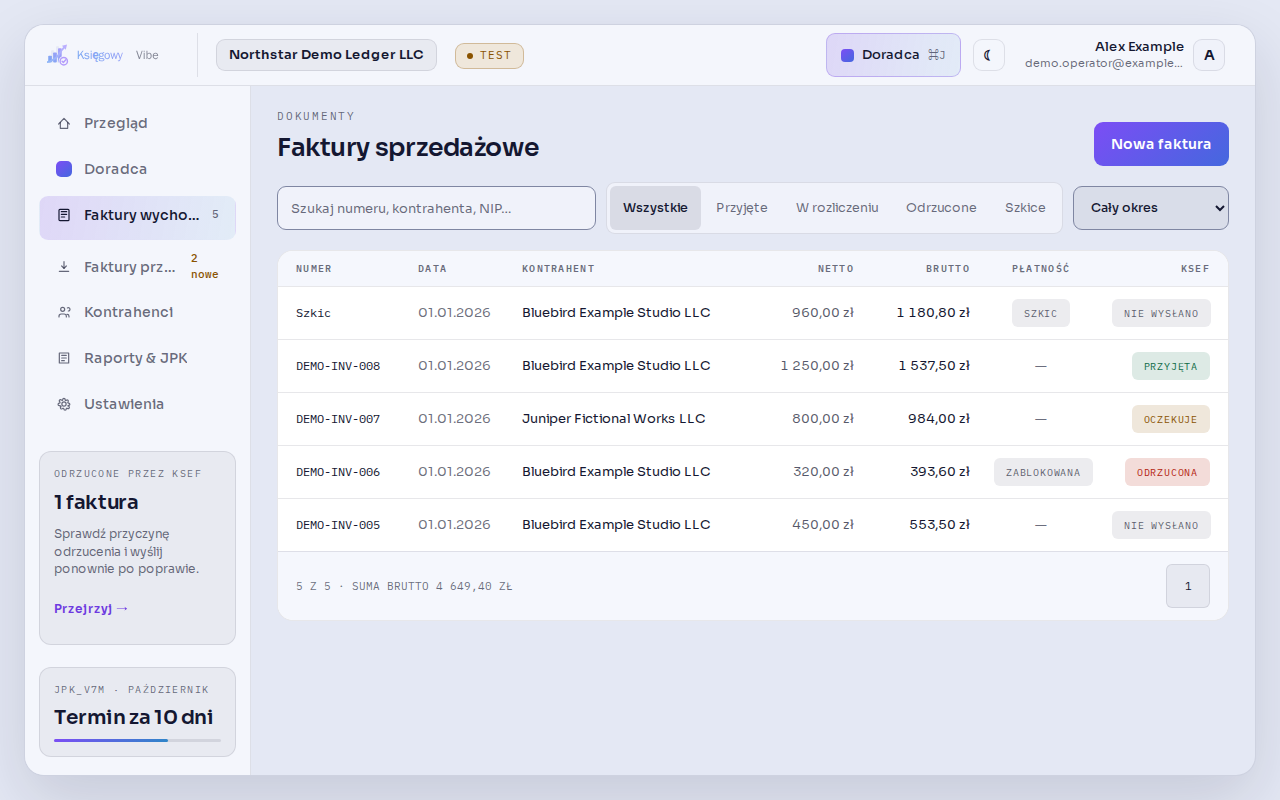 Księgowy Vibe
Northstar Demo Ledger LLC
TEST
Doradca ⌘J
Alex Example
demo.operator@example...
A
Przegląd
Doradca
Faktury wycho... 5
Faktury prz... 2 nowe
Kontrahenci
Raporty & JPK
Ustawienia
ODRZUCONE PRZEZ KSEF
1 faktura
Sprawdź przyczynę
odrzucenia i wyślij
ponownie po poprawie.
Przejrzyj →
JPK_V7M · PAŹDZIERNIK
Termin za 10 dni
DOKUMENTY
Faktury sprzedażowe
Nowa faktura
Szukaj numeru, kontrahenta, NIP...
Wszystkie Przyjęte W rozliczeniu Odrzucone Szkice
Cały okres
NUMER DATA KONTRAHENT NETTO BRUTTO PŁATNOŚĆ KSEF
Szkic 01.01.2026 Bluebird Example Studio LLC 960,00 zł 1 180,80 zł SZKIC NIE WYSŁANO
DEMO-INV-008 01.01.2026 Bluebird Example Studio LLC 1 250,00 zł 1 537,50 zł — PRZYJĘTA
DEMO-INV-007 01.01.2026 Juniper Fictional Works LLC 800,00 zł 984,00 zł — OCZEKUJE
DEMO-INV-006 01.01.2026 Bluebird Example Studio LLC 320,00 zł 393,60 zł ZABLOKOWANA ODRZUCONA
DEMO-INV-005 01.01.2026 Bluebird Example Studio LLC 450,00 zł 553,50 zł — NIE WYSŁANO
5 Z 5 · SUMA BRUTTO 4 649,40 ZŁ
1